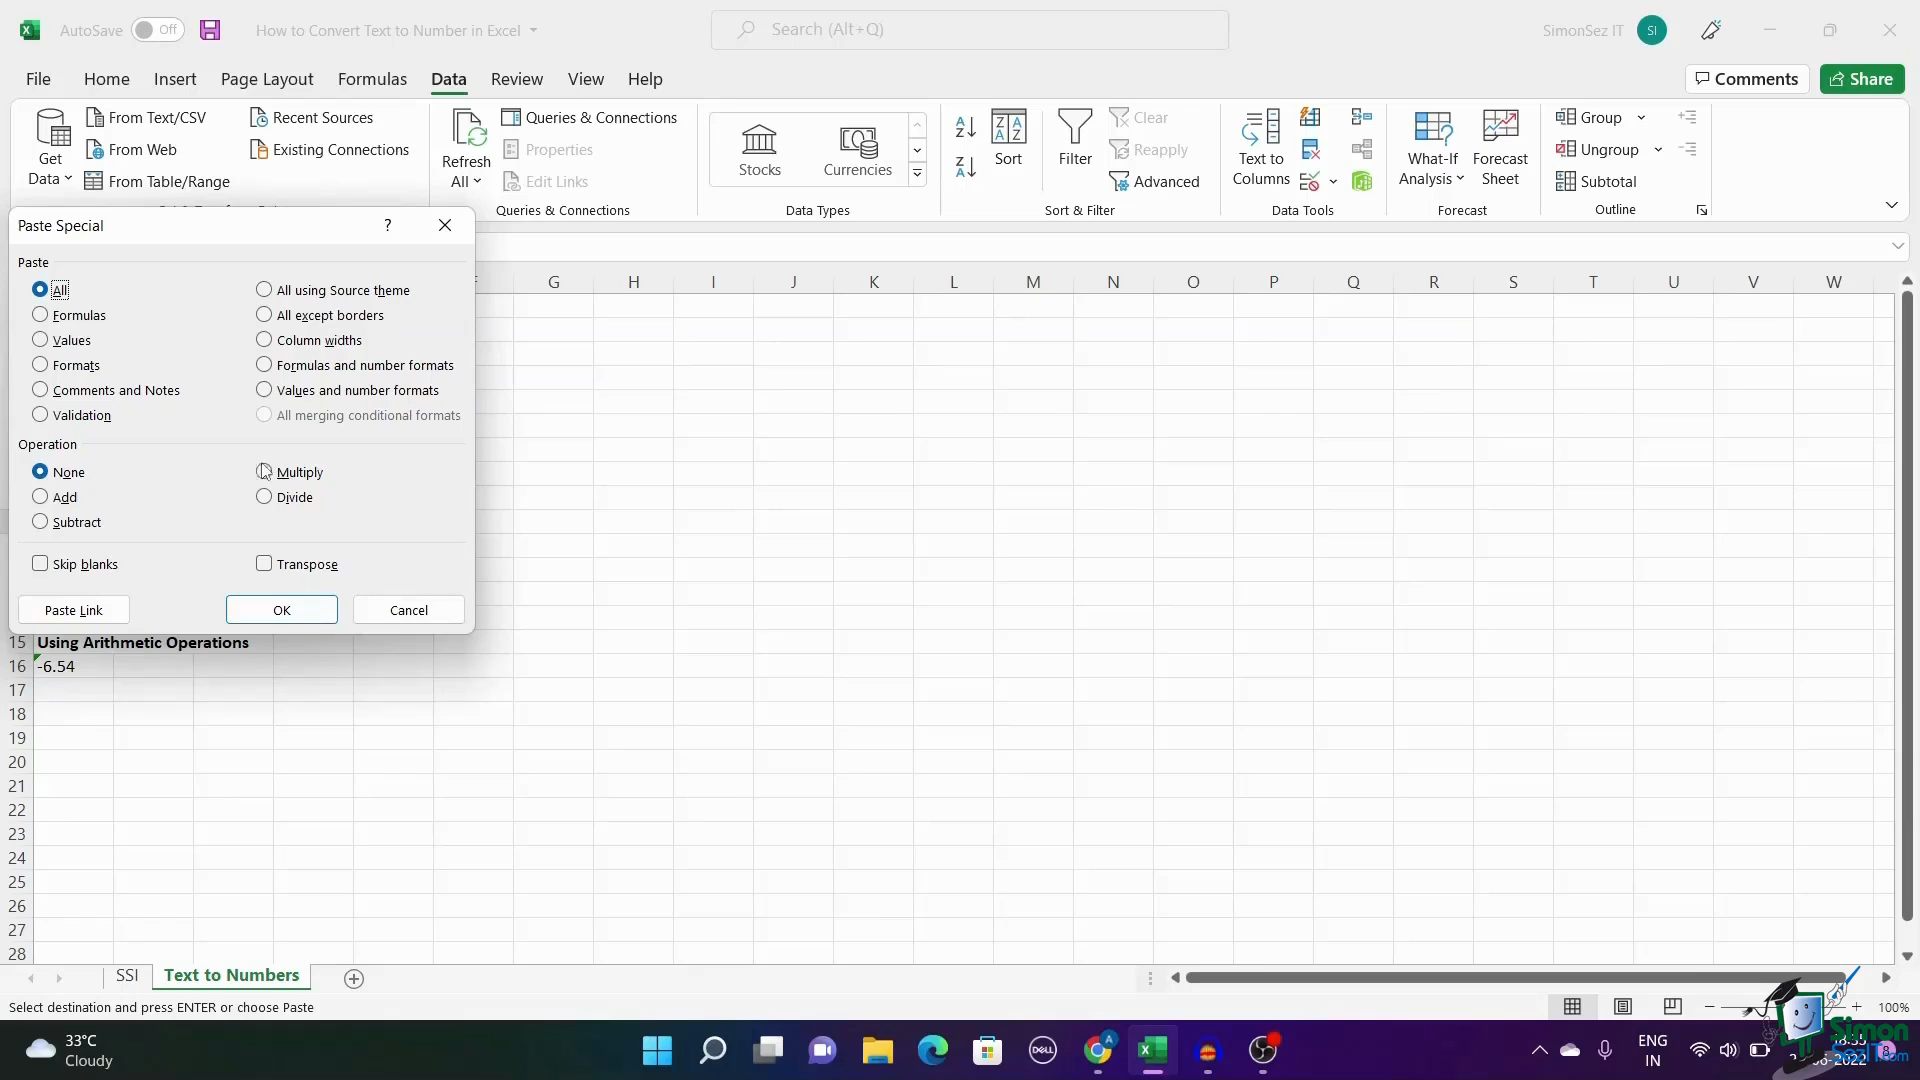 AutoSave Off How to Convert Text to Number in Excel Search (Alt+Q) SimonSez IT SI
File Home Insert Page Layout Formulas Data Review View Help Comments Share
Get Data
From Text/CSV
From Web
From Table/Range
Recent Sources
Existing Connections
Refresh All
Queries & Connections
Properties
Edit Links
Queries & Connections
Stocks Currencies
Data Types
Sort
Filter
Clear
Reapply
Advanced
Sort & Filter
Text to Columns
Data Tools
What-If Analysis
Forecast Sheet
Forecast
Group
Ungroup
Subtotal
Outline
Paste Special ?
Paste
All All using Source theme
Formulas All except borders
Values Column widths
Formats Formulas and number formats
Comments and Notes Values and number formats
Validation All merging conditional formats
Operation
None Multiply
Add Divide
Subtract
Skip blanks Transpose
Paste Link OK Cancel
G H I J K L M N O P Q R S T U V W
15 Using Arithmetic Operations
16 -6.54
17
18
19
20
21
22
23
24
25
26
27
28
SSI Text to Numbers
Select destination and press ENTER or choose Paste 100%
33°C
Cloudy
DELL
A
ENG
IN
Simon
SezIT.com
8